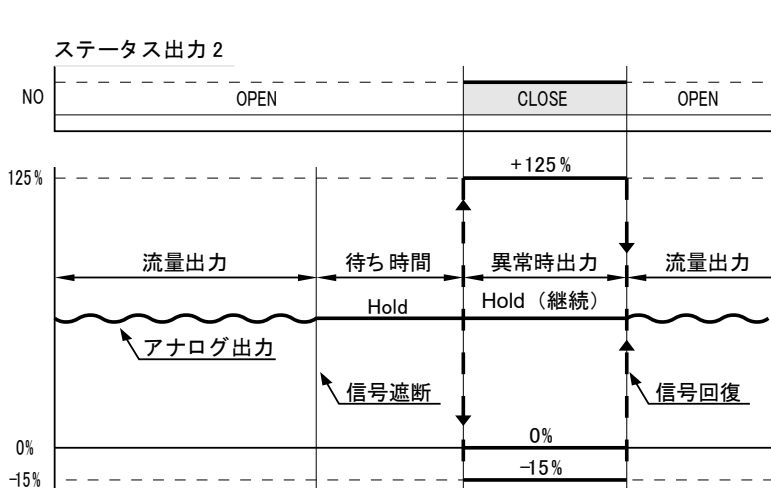 ステータス出力2
NO
OPEN
CLOSE
OPEN
125%
+125%
流量出力
待ち時間
異常時出力
流量出力
Hold
Hold（継続）
アナログ出力
信号遮断
信号回復
0%
0%
-15%
-15%